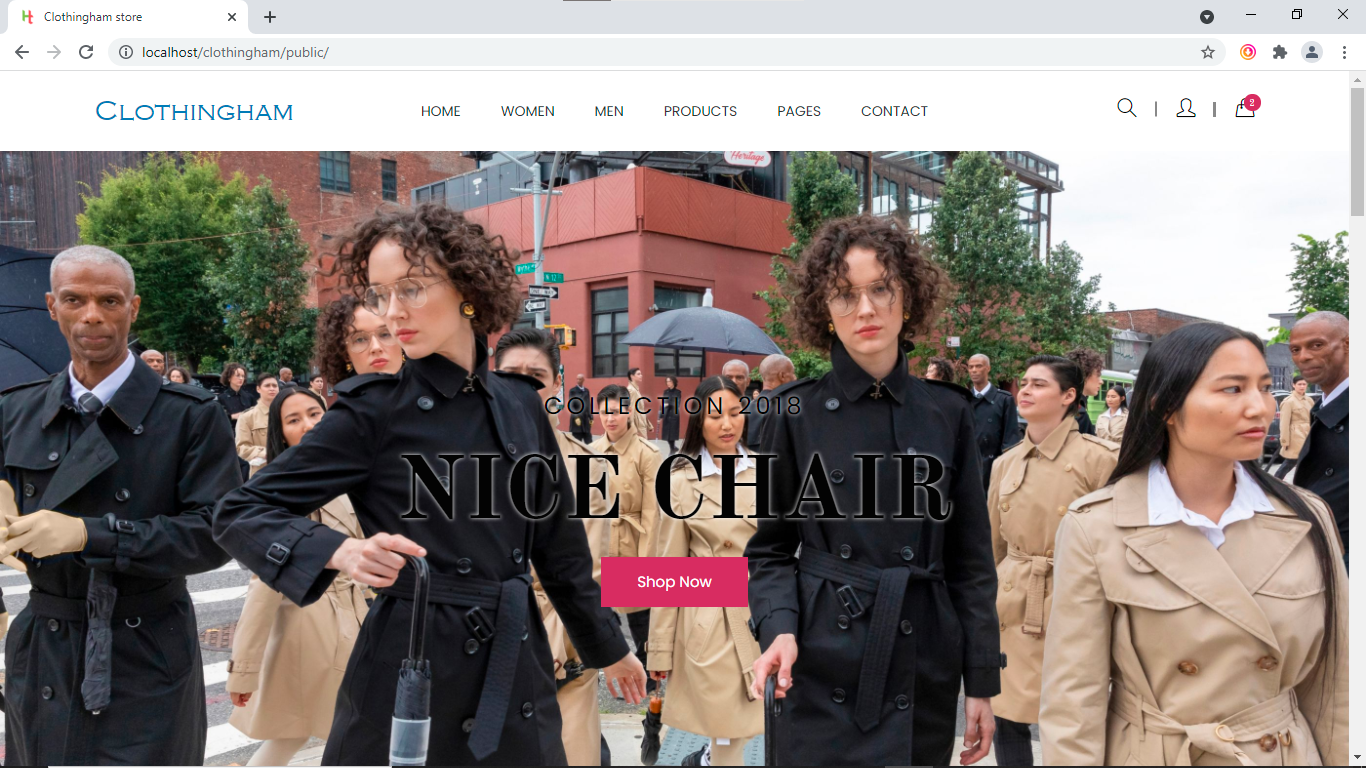 Clothingham store
localhost/clothingham/public/
CLOTHINGHAM
HOME
WOMEN
MEN
PRODUCTS
PAGES
CONTACT
2
Heritage
COLLECTION 2018
NICE CHAIR
Shop Now